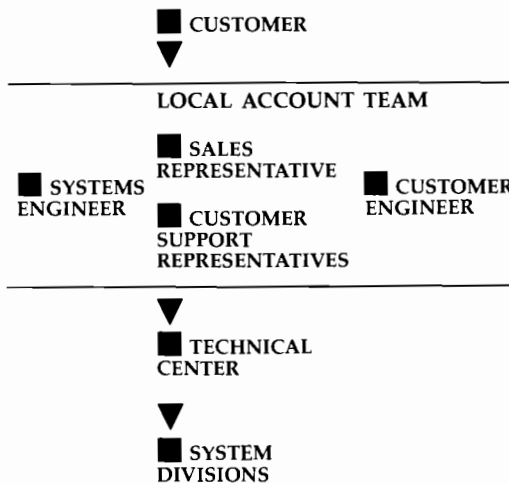 CUSTOMER
LOCAL ACCOUNT TEAM
SALES
REPRESENTATIVE
SYSTEMS
ENGINEER
CUSTOMER
ENGINEER
CUSTOMER
SUPPORT
REPRESENTATIVES
TECHNICAL
CENTER
SYSTEM
DIVISIONS